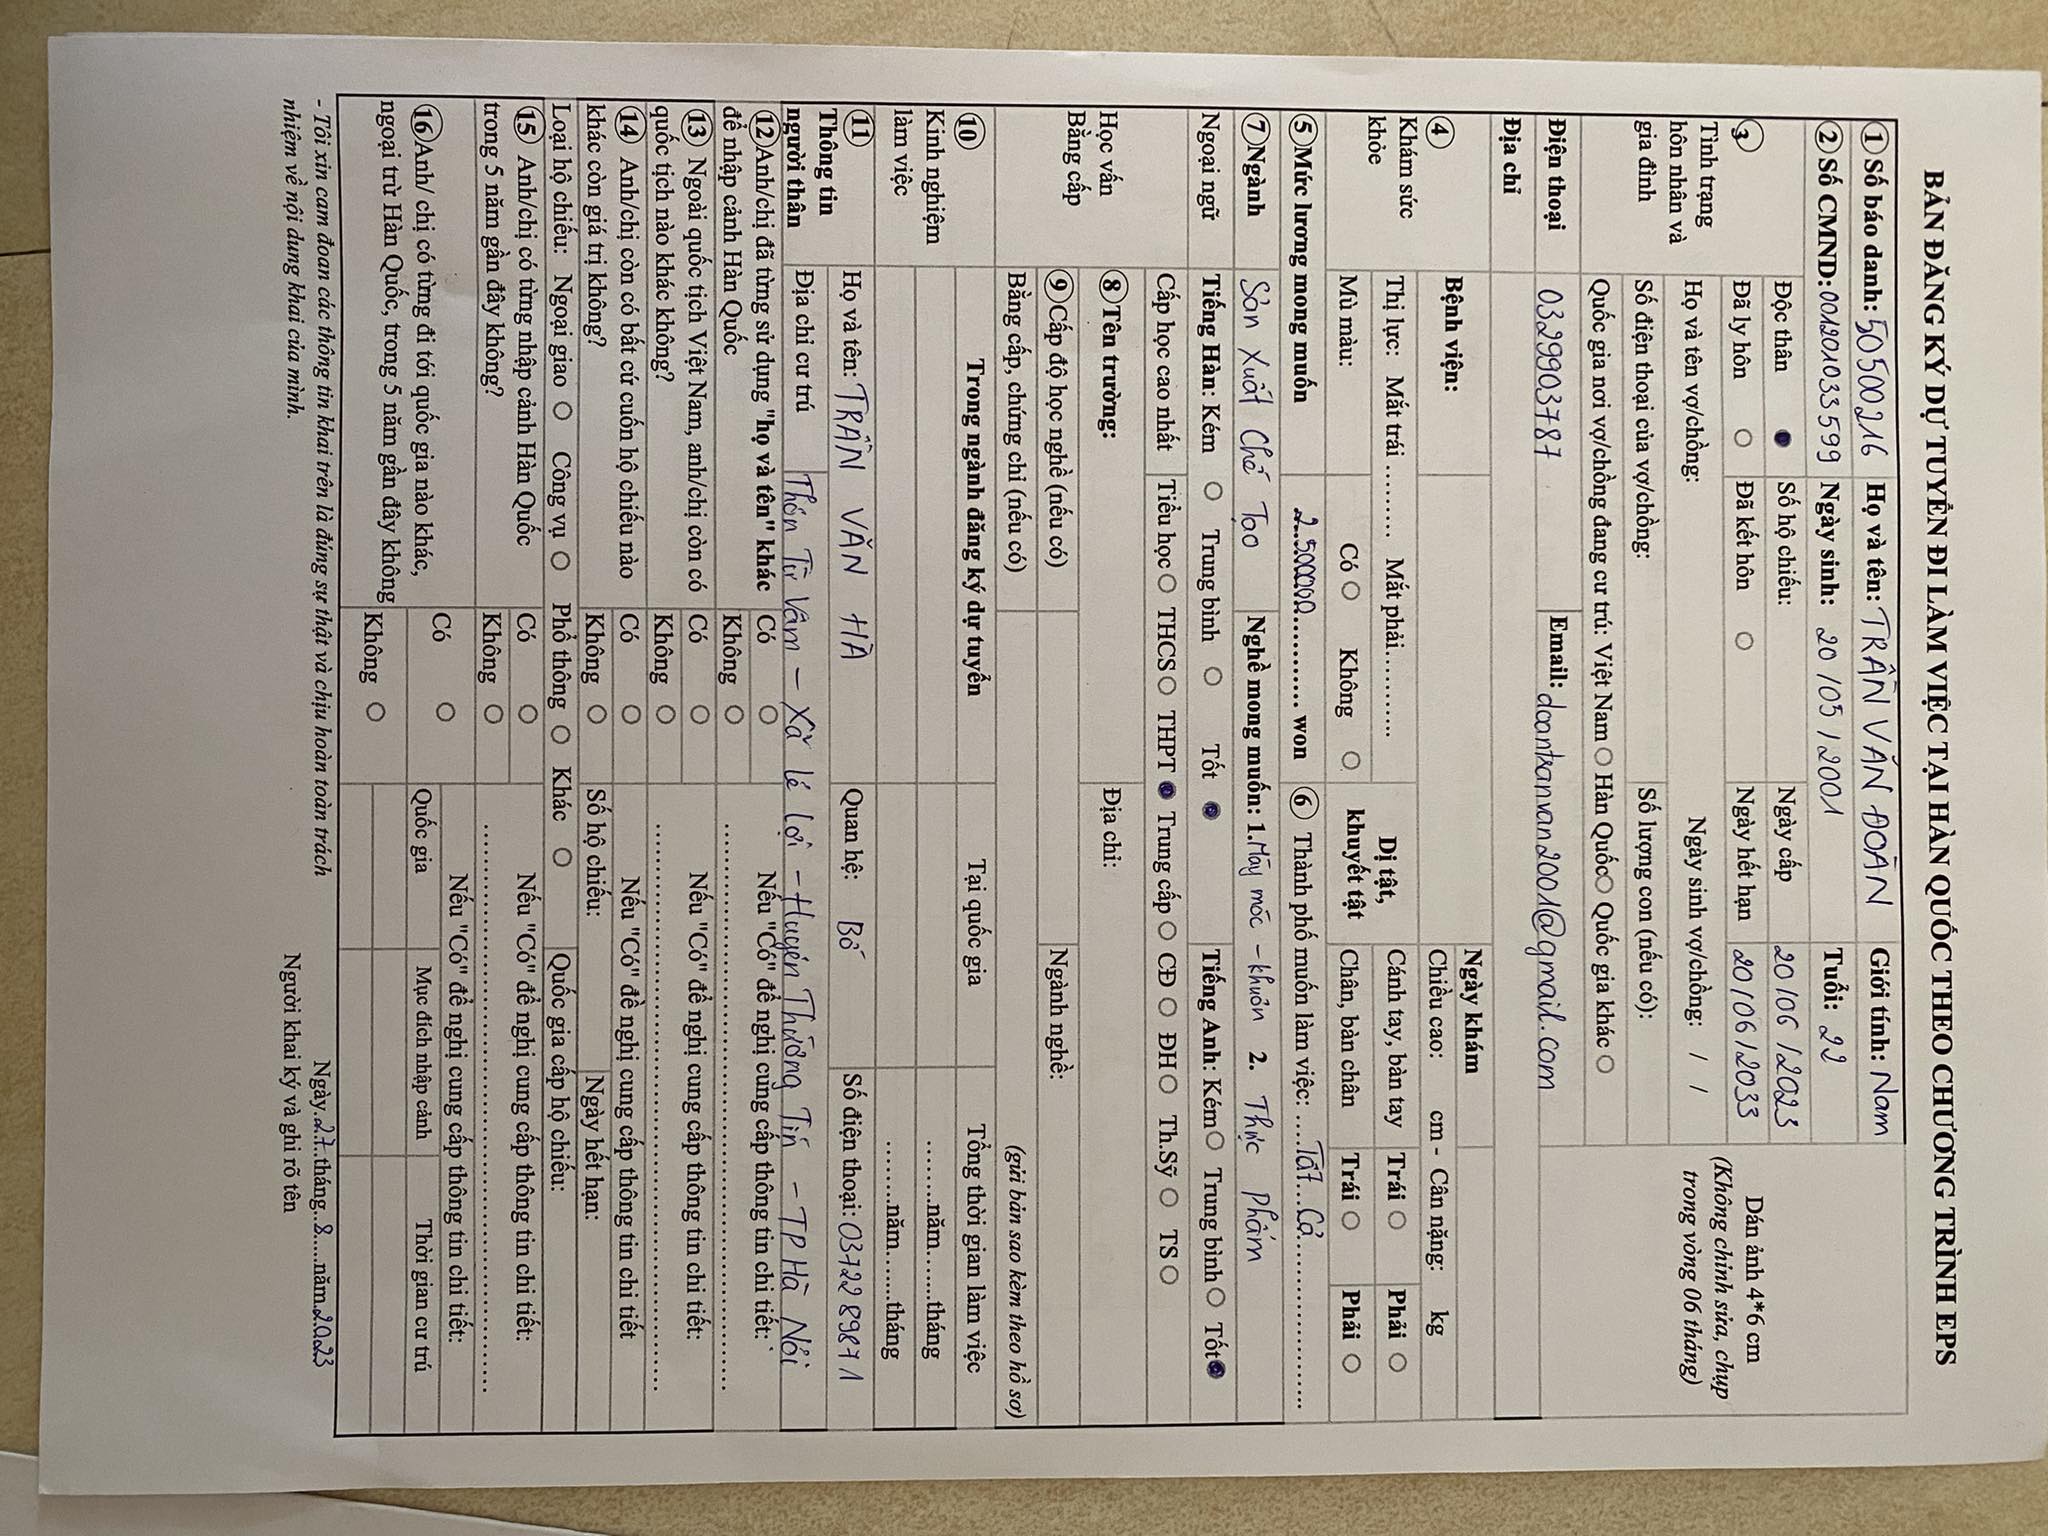 BẢN ĐĂNG KÝ DỰ TUYỂN ĐI LÀM VIỆC TẠI HÀN QUỐC THEO CHƯƠNG TRÌNH EPS
① Số báo danh: 50500216 Họ và tên: TRẦN VĂN ĐOÀN Giới tính: Nam
② Số CMND: 001201033599 Ngày sinh: 20 / 05 / 2001 Tuổi: 22
Dán ảnh 4*6 cm
(Không chỉnh sửa, chụp
trong vòng 06 tháng)
③
Tình trạng
hôn nhân và
gia đình
Độc thân ● Số hộ chiếu: Ngày cấp 20 / 06 / 2023
Đã ly hôn ○ Đã kết hôn ○ Ngày hết hạn 20 / 06 / 2033
Họ và tên vợ/chồng: Ngày sinh vợ/chồng: / /
Số điện thoại của vợ/chồng: Số lượng con (nếu có):
Quốc gia nơi vợ/chồng đang cư trú: Việt Nam ○ Hàn Quốc○ Quốc gia khác ○
Điện thoại 0329903787 Email: doantranvan2001@gmail.com
Địa chỉ
④
Khám sức
khỏe
Bệnh viện: Ngày khám
Thị lực: Mắt trái ......... Mắt phải........... Dị tật,
khuyết tật
Chiều cao: cm - Cân nặng: kg
Cánh tay, bàn tay Trái ○ Phải ○
Mù màu: Có ○ Không ○ Chân, bàn chân Trái ○ Phải ○
⑤ Mức lương mong muốn 2.500000............ won ⑥ Thành phố muốn làm việc: ....Tất...Cả...................
⑦ Ngành Sản Xuất Chế Tạo Nghề mong muốn: 1. Máy móc - khuôn 2. Thực phẩm
Ngoại ngữ Tiếng Hàn: Kém ○ Trung bình ○ Tốt ● Tiếng Anh: Kém○ Trung bình ○ Tốt●
Học vấn
Bằng cấp
Cấp học cao nhất Tiểu học○ THCS○ THPT ● Trung cấp ○ CĐ ○ ĐH○ Th.Sỹ ○ TS○
⑧ Tên trường: Địa chỉ:
⑨ Cấp độ học nghề (nếu có) Ngành nghề:
Bằng cấp, chứng chỉ (nếu có) (gửi bản sao kèm theo hồ sơ)
⑩
Kinh nghiệm
làm việc
Trong ngành đăng ký dự tuyển Tại quốc gia Tổng thời gian làm việc
........năm.......tháng
........năm.......tháng
⑪
Thông tin
người thân
Họ và tên: TRẦN VĂN HÀ Quan hệ: Bố Số điện thoại: 0372289871
Địa chỉ cư trú Thôn Từ Vân - Xã Lê Lợi - Huyện Thường Tín - TP Hà Nội
⑫ Anh/chị đã từng sử dụng "họ và tên" khác
để nhập cảnh Hàn Quốc
Có ○
Không ○
Nếu "Có" đề nghị cung cấp thông tin chi tiết:
⑬ Ngoài quốc tịch Việt Nam, anh/chị còn có
quốc tịch nào khác không?
Có ○
Không ○
Nếu "Có" đề nghị cung cấp thông tin chi tiết:
⑭ Anh/chị còn có bất cứ cuốn hộ chiếu nào
khác còn giá trị không?
Có ○
Không ○
Nếu "Có" đề nghị cung cấp thông tin chi tiết
Số hộ chiếu: Ngày hết hạn:
Loại hộ chiếu: Ngoại giao ○ Công vụ ○ Phổ thông ○ Khác ○ Quốc gia cấp hộ chiếu:
⑮ Anh/chị có từng nhập cảnh Hàn Quốc
trong 5 năm gần đây không?
Có ○
Không ○
Nếu "Có" đề nghị cung cấp thông tin chi tiết:
⑯ Anh/ chị có từng đi tới quốc gia nào khác,
ngoại trừ Hàn Quốc, trong 5 năm gần đây không
Có ○
Không ○
Nếu "Có" đề nghị cung cấp thông tin chi tiết:
Quốc gia Mục đích nhập cảnh Thời gian cư trú
- Tôi xin cam đoan các thông tin khai trên là đúng sự thật và chịu hoàn toàn trách
nhiệm về nội dung khai của mình.
Ngày.27..tháng..8.....năm.2023
Người khai ký và ghi rõ tên